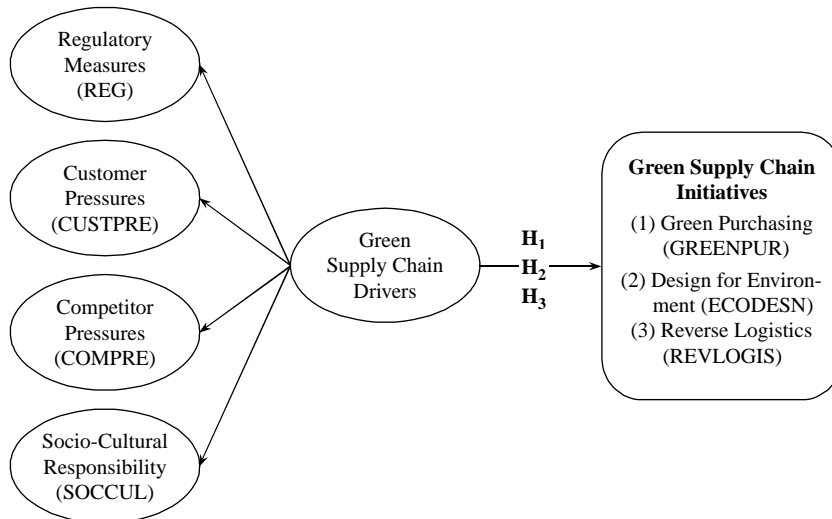 Regulatory
Measures
(REG)
Customer
Pressures
(CUSTPRE)
Competitor
Pressures
(COMPRE)
Socio-Cultural
Responsibility
(SOCCUL)
Green
Supply Chain
Drivers
H₁
H₂
H₃
Green Supply Chain
Initiatives
(1) Green Purchasing
(GREENPUR)
(2) Design for Environ-
ment (ECODESN)
(3) Reverse Logistics
(REVLOGIS)